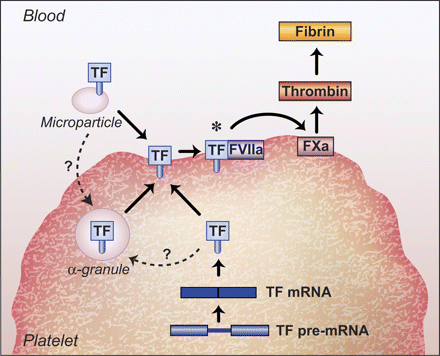 Blood
Fibrin
TF
Thrombin
Microparticle
*
?
TF
TF FVIIa
FXa
TF
α-granule
?
TF
TF mRNA
TF pre-mRNA
Platelet